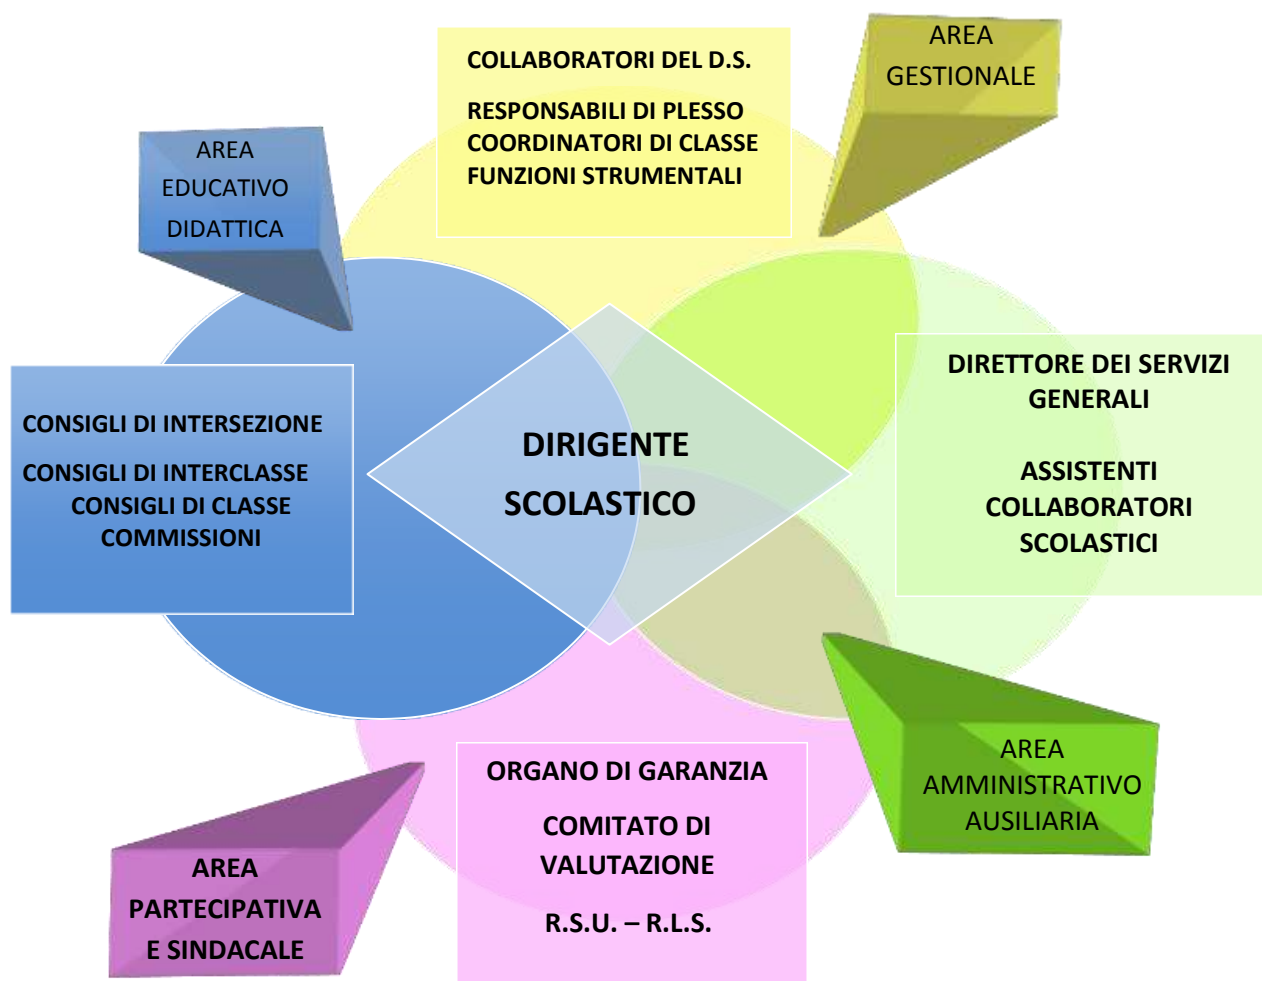 COLLABORATORI DEL D.S.
RESPONSABILI DI PLESSO
COORDINATORI DI CLASSE
FUNZIONI STRUMENTALI
AREA
GESTIONALE
AREA
EDUCATIVO
DIDATTICA
CONSIGLI DI INTERSEZIONE
CONSIGLI DI INTERCLASSE
CONSIGLI DI CLASSE
COMMISSIONI
DIRIGENTE
SCOLASTICO
DIRETTORE DEI SERVIZI
GENERALI
ASSISTENTI
COLLABORATORI
SCOLASTICI
AREA
AMMINISTRATIVO
AUSILIARIA
ORGANO DI GARANZIA
COMITATO DI
VALUTAZIONE
R.S.U. – R.L.S.
AREA
PARTECIPATIVA
E SINDACALE